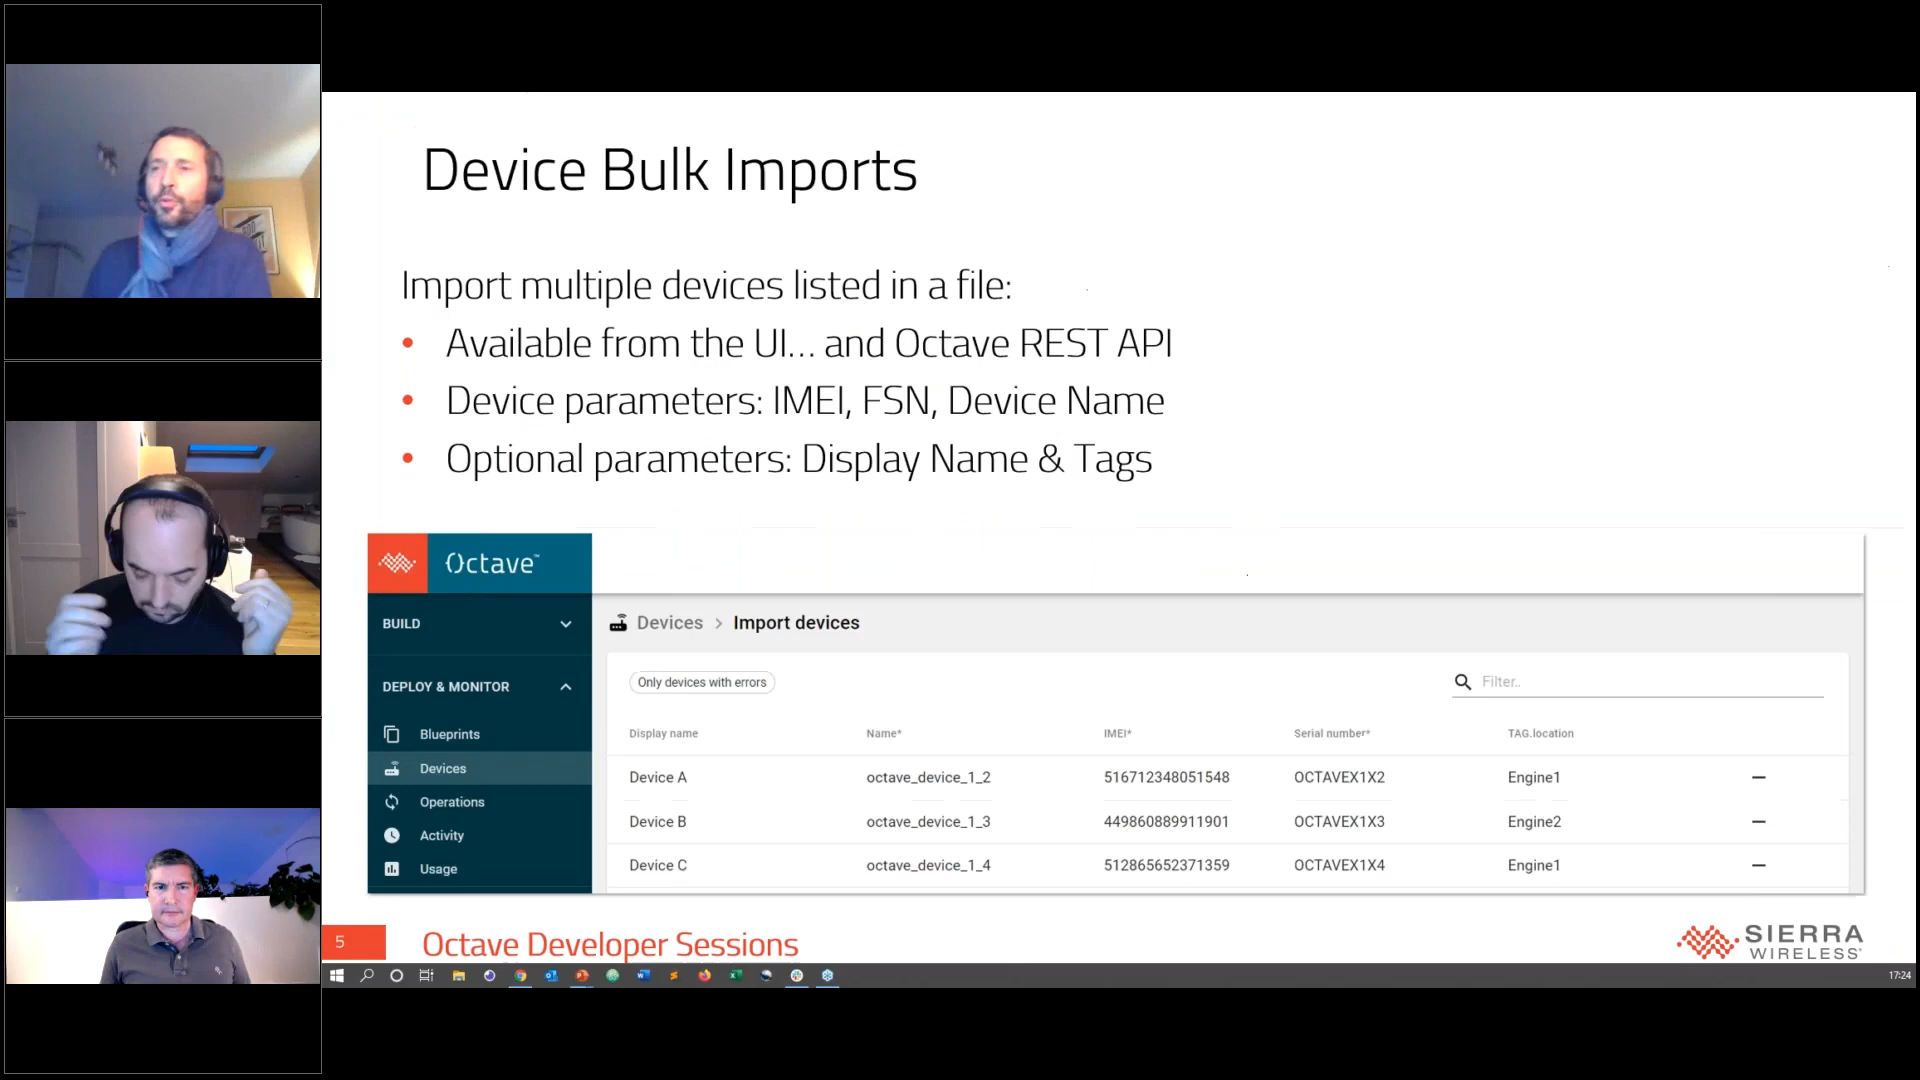 Device Bulk Imports
Import multiple devices listed in a file:
• Available from the UI... and Octave REST API
• Device parameters: IMEI, FSN, Device Name
• Optional parameters: Display Name & Tags
Octave™
BUILD
DEPLOY & MONITOR
Blueprints
Devices
Operations
Activity
Usage
Devices > Import devices
Only devices with errors
Filter..
Display name Name* IMEI* Serial number* TAG.location
Device A octave_device_1_2 516712348051548 OCTAVEX1X2 Engine1
Device B octave_device_1_3 449860889911901 OCTAVEX1X3 Engine2
Device C octave_device_1_4 512865652371359 OCTAVEX1X4 Engine1
5
Octave Developer Sessions
SIERRA
WIRELESS
17:24